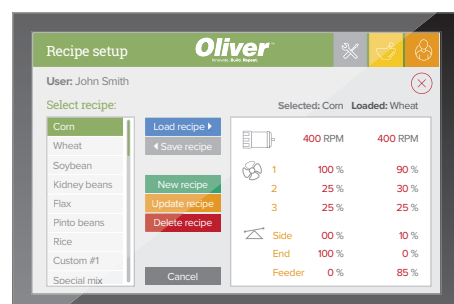 Recipe setup
Oliver
User: John Smith
Select recipe:
Selected: Corn Loaded: Wheat
Corn
Wheat
Soybean
Kidney beans
Flax
Pinto beans
Rice
Custom #1
Special mix
Load recipe
Save recipe
New recipe
Update recipe
Delete recipe
Cancel
400 RPM 400 RPM
1 100 % 90 %
2 25 % 30 %
3 25 % 25 %
Side 00 % 10 %
End 100 % 0 %
Feeder 0 % 85 %